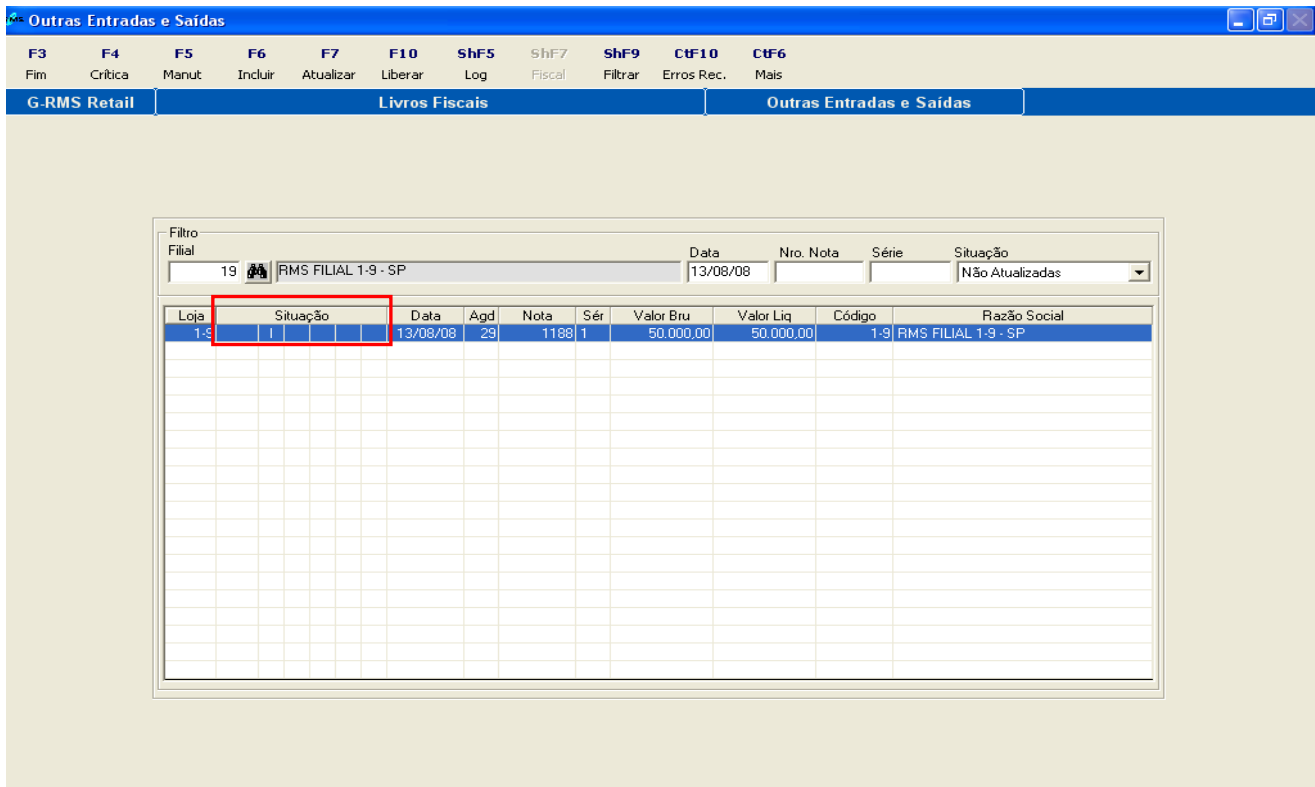 Outras Entradas e Saídas
F3 F4 F5 F6 F7 F10 ShF5 ShF7 ShF9 CtF10 CtF6
Fim Crítica Manut Incluir Atualizar Liberar Log Fiscal Filtrar Erros Rec. Mais
G-RMS Retail Livros Fiscais Outras Entradas e Saídas
Filtro
Filial Data Nro. Nota Série Situação
19 RMS FILIAL 1-9 - SP 13/08/08 Não Atualizadas
Loja Situação Data Agd Nota Sér Valor Bru Valor Liq Código Razão Social
1-9 I 13/08/08 29 1188 1 50.000,00 50.000,00 1-9 RMS FILIAL 1-9 - SP